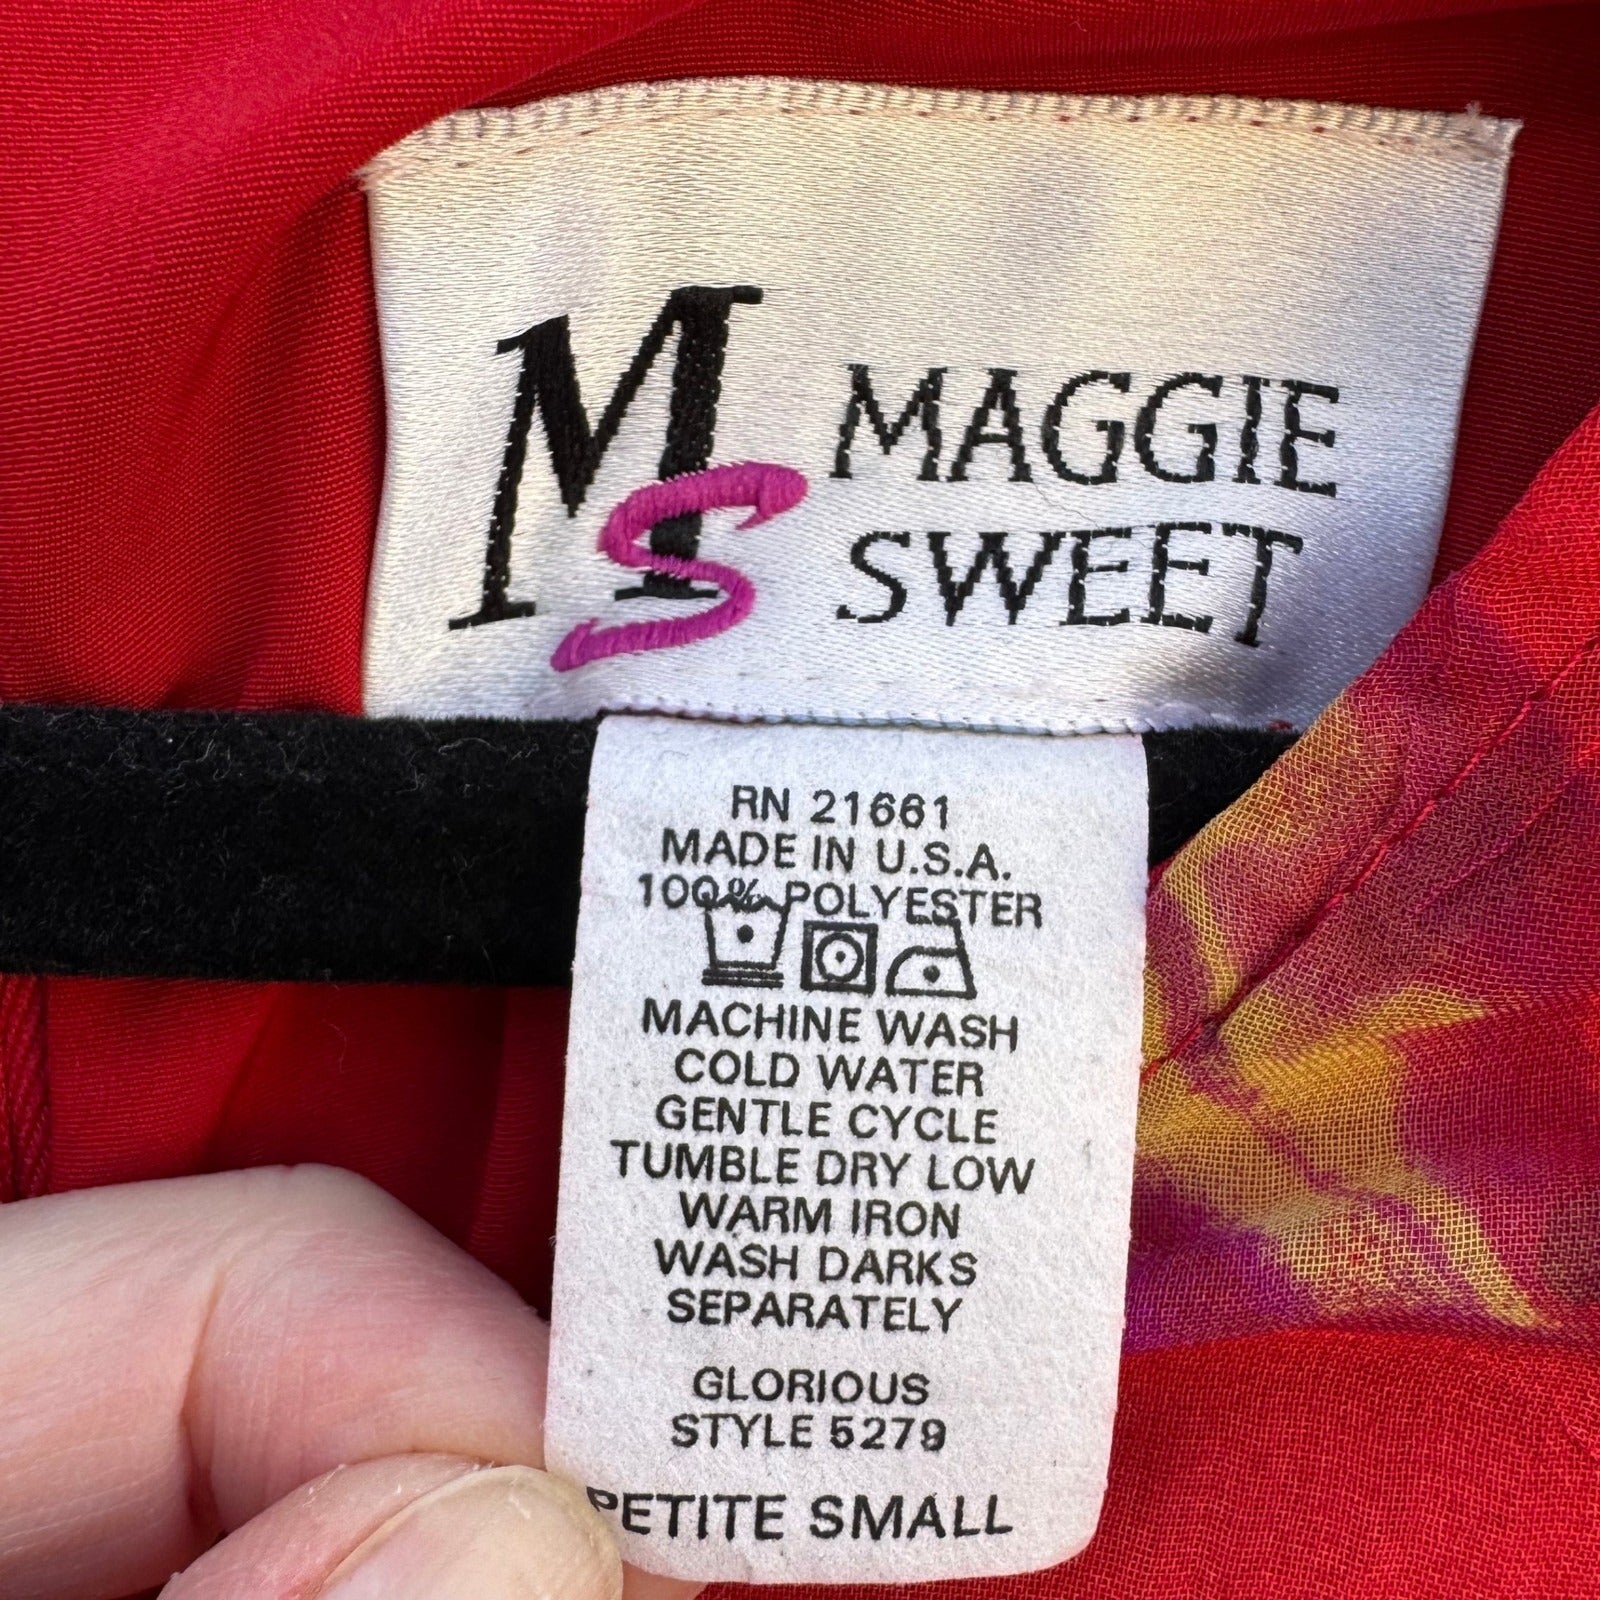 MS
MAGGIE
SWEET
RN 21661
MADE IN U.S.A.
100% POLYESTER
MACHINE WASH
COLD WATER
GENTLE CYCLE
TUMBLE DRY LOW
WARM IRON
WASH DARKS
SEPARATELY
GLORIOUS
STYLE 5279
PETITE SMALL